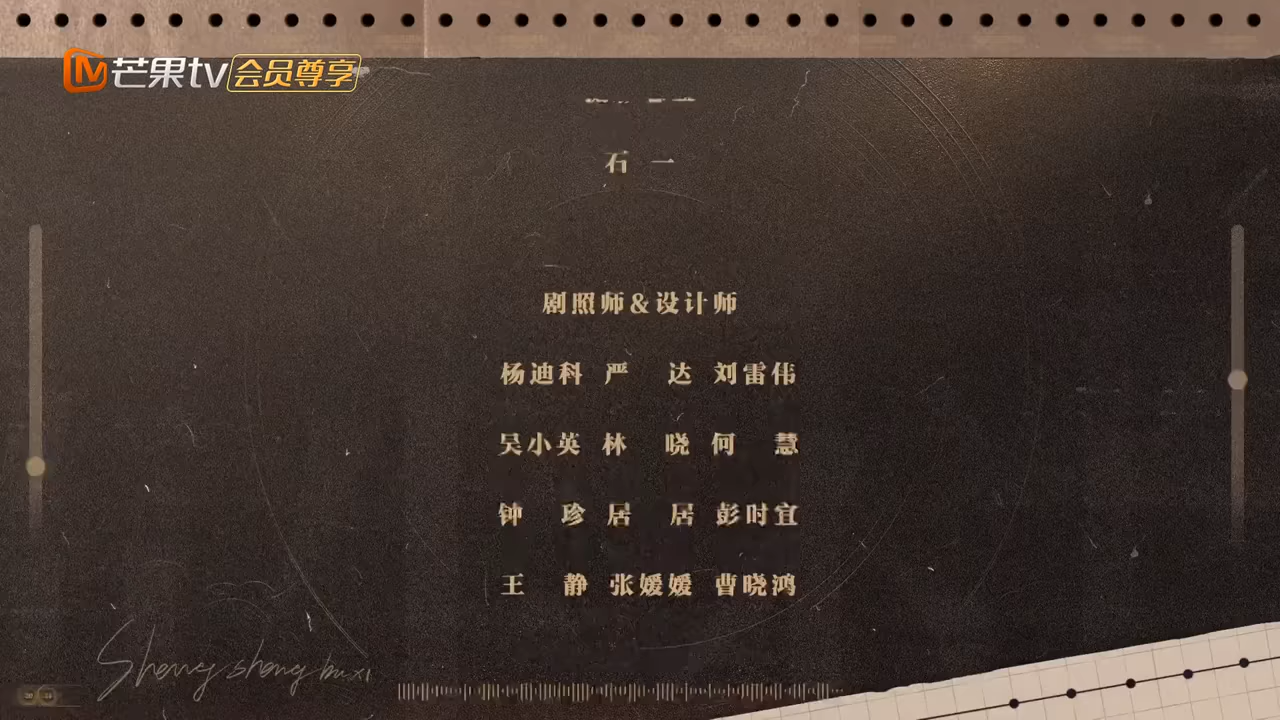 芒果tv会员尊享
石 一
剧照师&设计师
杨迪科 严 达 刘雷伟
吴小英 林 晓 何 慧
钟 珍 居 居 彭时宜
王 静 张媛媛 曹晓鸿
Sheng sheng bu xi